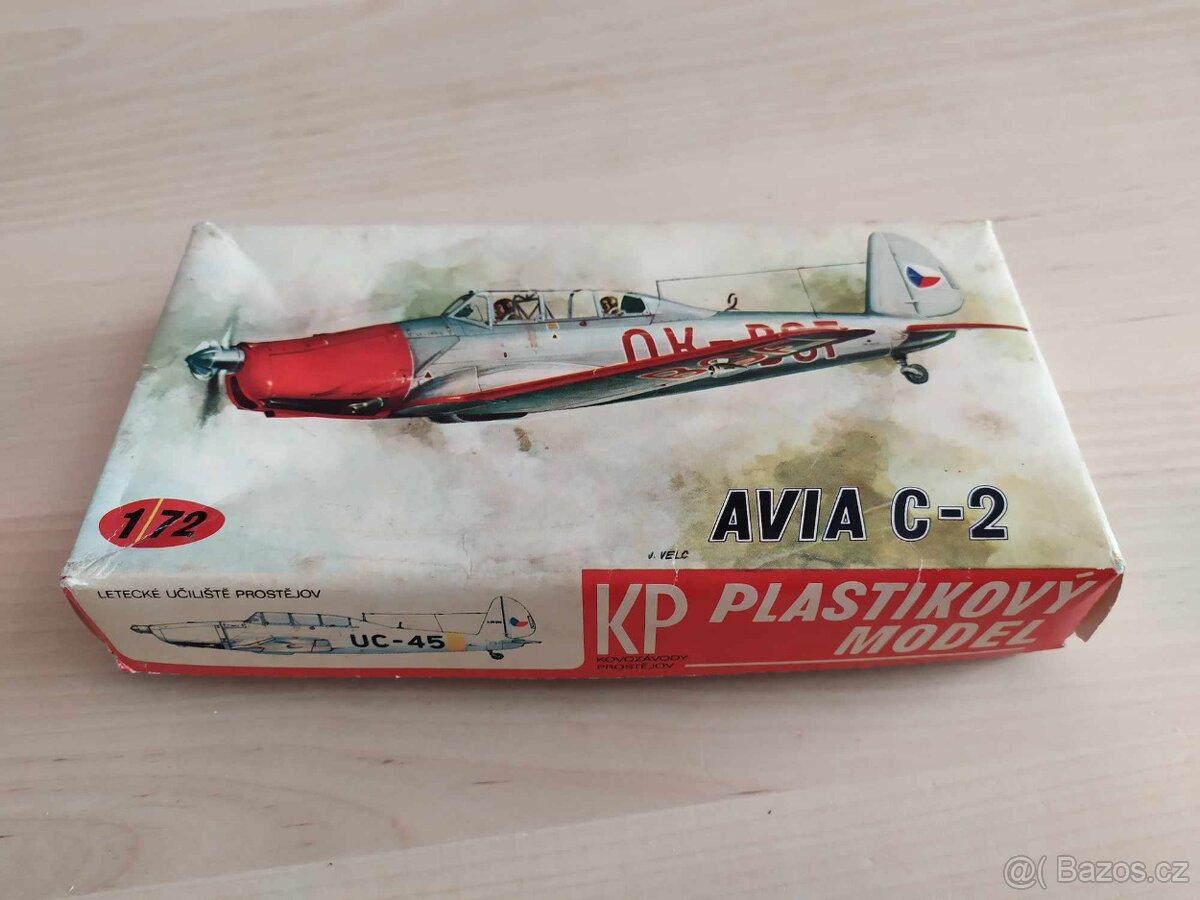 1/72
AVIA C-2
J. VELC
LETECKÉ UČILIŠTĚ PROSTĚJOV
UC-45
KP
KOVOZÁVODY
PROSTĚJOV
PLASTIKOVÝ
MODEL
@( Bazos.cz